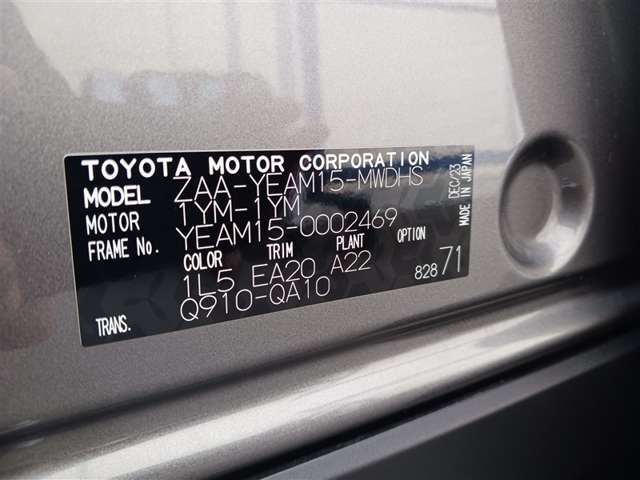 TOYOTA MOTOR CORPORATION
MODEL ZAA-YEAM15-MWDHS
MOTOR 1YM-1YM
FRAME No. YEAM15-0002469
COLOR TRIM PLANT OPTION
1L5 EA20 A22
TRANS. Q910-QA10
828 71
DEC/23
MADE IN JAPAN